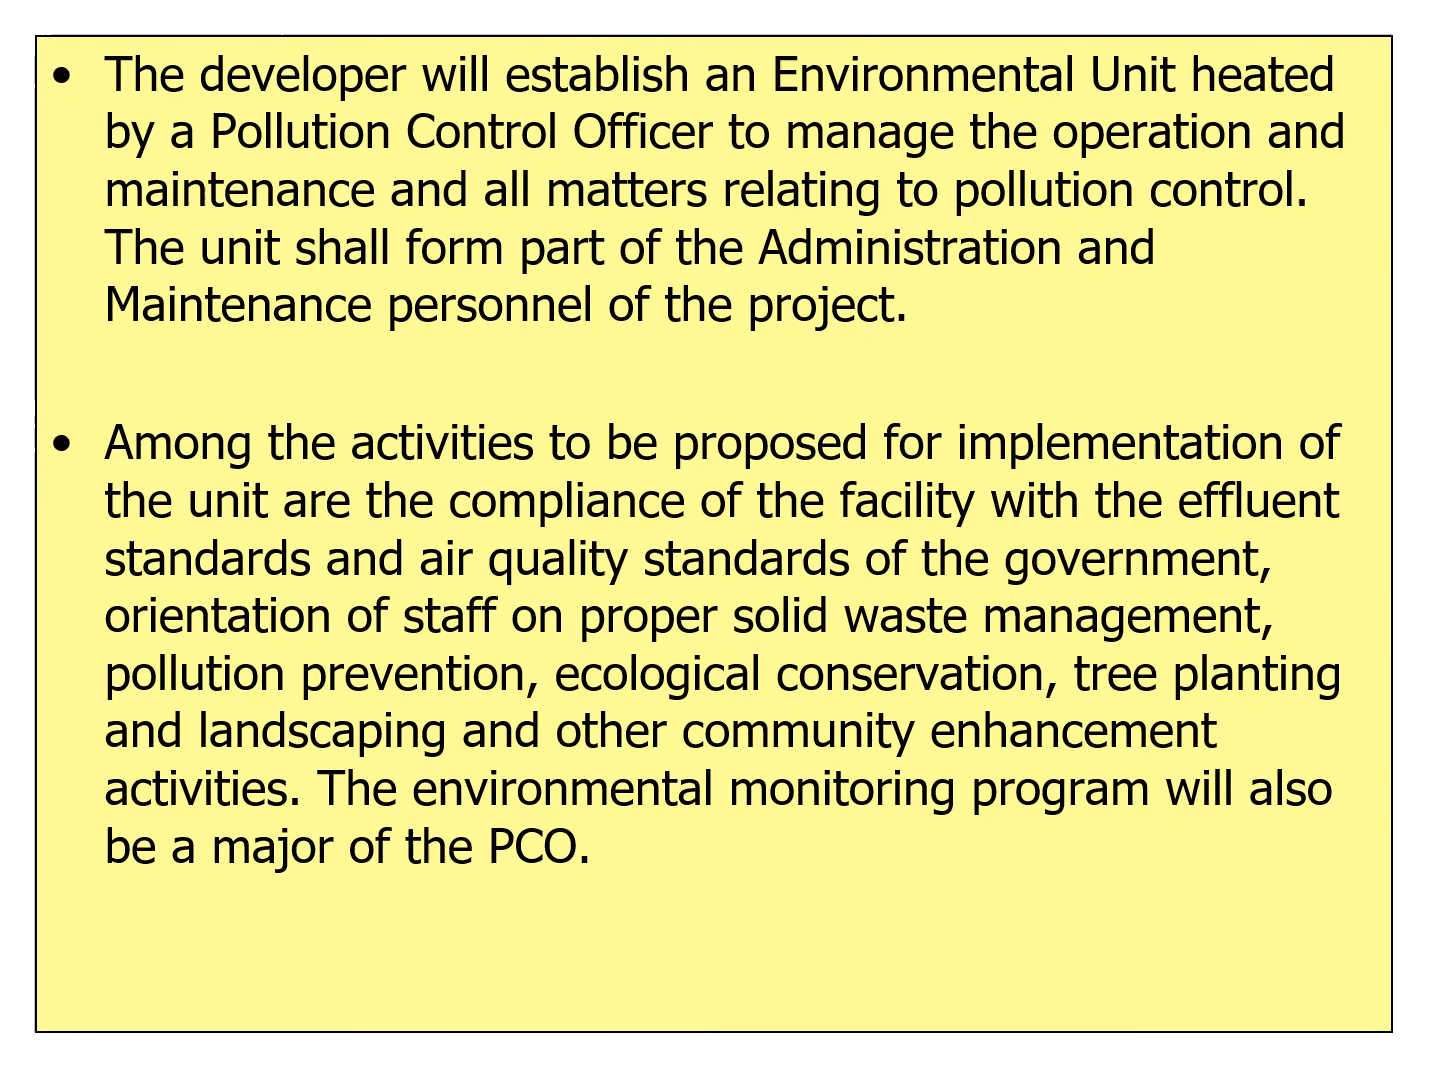 • The developer will establish an Environmental Unit heated
by a Pollution Control Officer to manage the operation and
maintenance and all matters relating to pollution control.
The unit shall form part of the Administration and
Maintenance personnel of the project.
• Among the activities to be proposed for implementation of
the unit are the compliance of the facility with the effluent
standards and air quality standards of the government,
orientation of staff on proper solid waste management,
pollution prevention, ecological conservation, tree planting
and landscaping and other community enhancement
activities. The environmental monitoring program will also
be a major of the PCO.